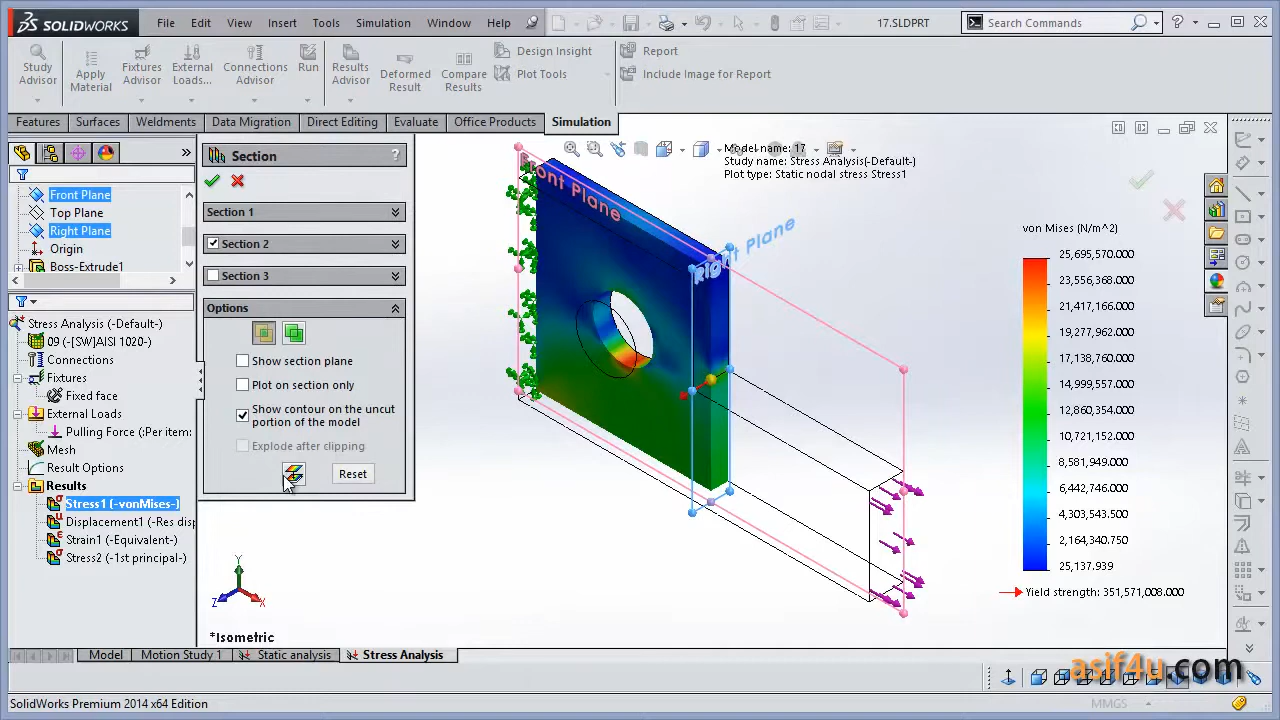 SOLIDWORKS
File Edit View Insert Tools Simulation Window Help
17.SLDPRT
Search Commands
Study Advisor
Apply Material
Fixtures Advisor
External Loads...
Connections Advisor
Run
Results Advisor
Deformed Result
Compare Results
Design Insight
Plot Tools
Report
Include Image for Report
Features Surfaces Weldments Data Migration Direct Editing Evaluate Office Products Simulation
Front Plane
Top Plane
Right Plane
Origin
Boss-Extrude1
Stress Analysis (-Default-)
09 (-[SW]AISI 1020-)
Connections
Fixtures
Fixed face
External Loads
Pulling Force (:Per item:
Mesh
Result Options
Results
Stress1 (-vonMises-)
Displacement1 (-Res disp
Strain1 (-Equivalent-)
Stress2 (-1st principal-)
Section ?
Section 1
Section 2
Section 3
Options
Show section plane
Plot on section only
Show contour on the uncut
portion of the model
Explode after clipping
Reset
Model name: 17
Study name: Stress Analysis(-Default-)
Plot type: Static nodal stress Stress1
Front Plane
Right Plane
von Mises (N/m^2)
25,695,570.000
23,556,368.000
21,417,166.000
19,277,962.000
17,138,760.000
14,999,557.000
12,860,354.000
10,721,152.000
8,581,949.000
6,442,746.000
4,303,543.500
2,164,340.750
25,137.939
Yield strength: 351,571,008.000
Y
Z
X
*Isometric
Model Motion Study 1 Static analysis Stress Analysis
asif4u.com
SolidWorks Premium 2014 x64 Edition
MMGS